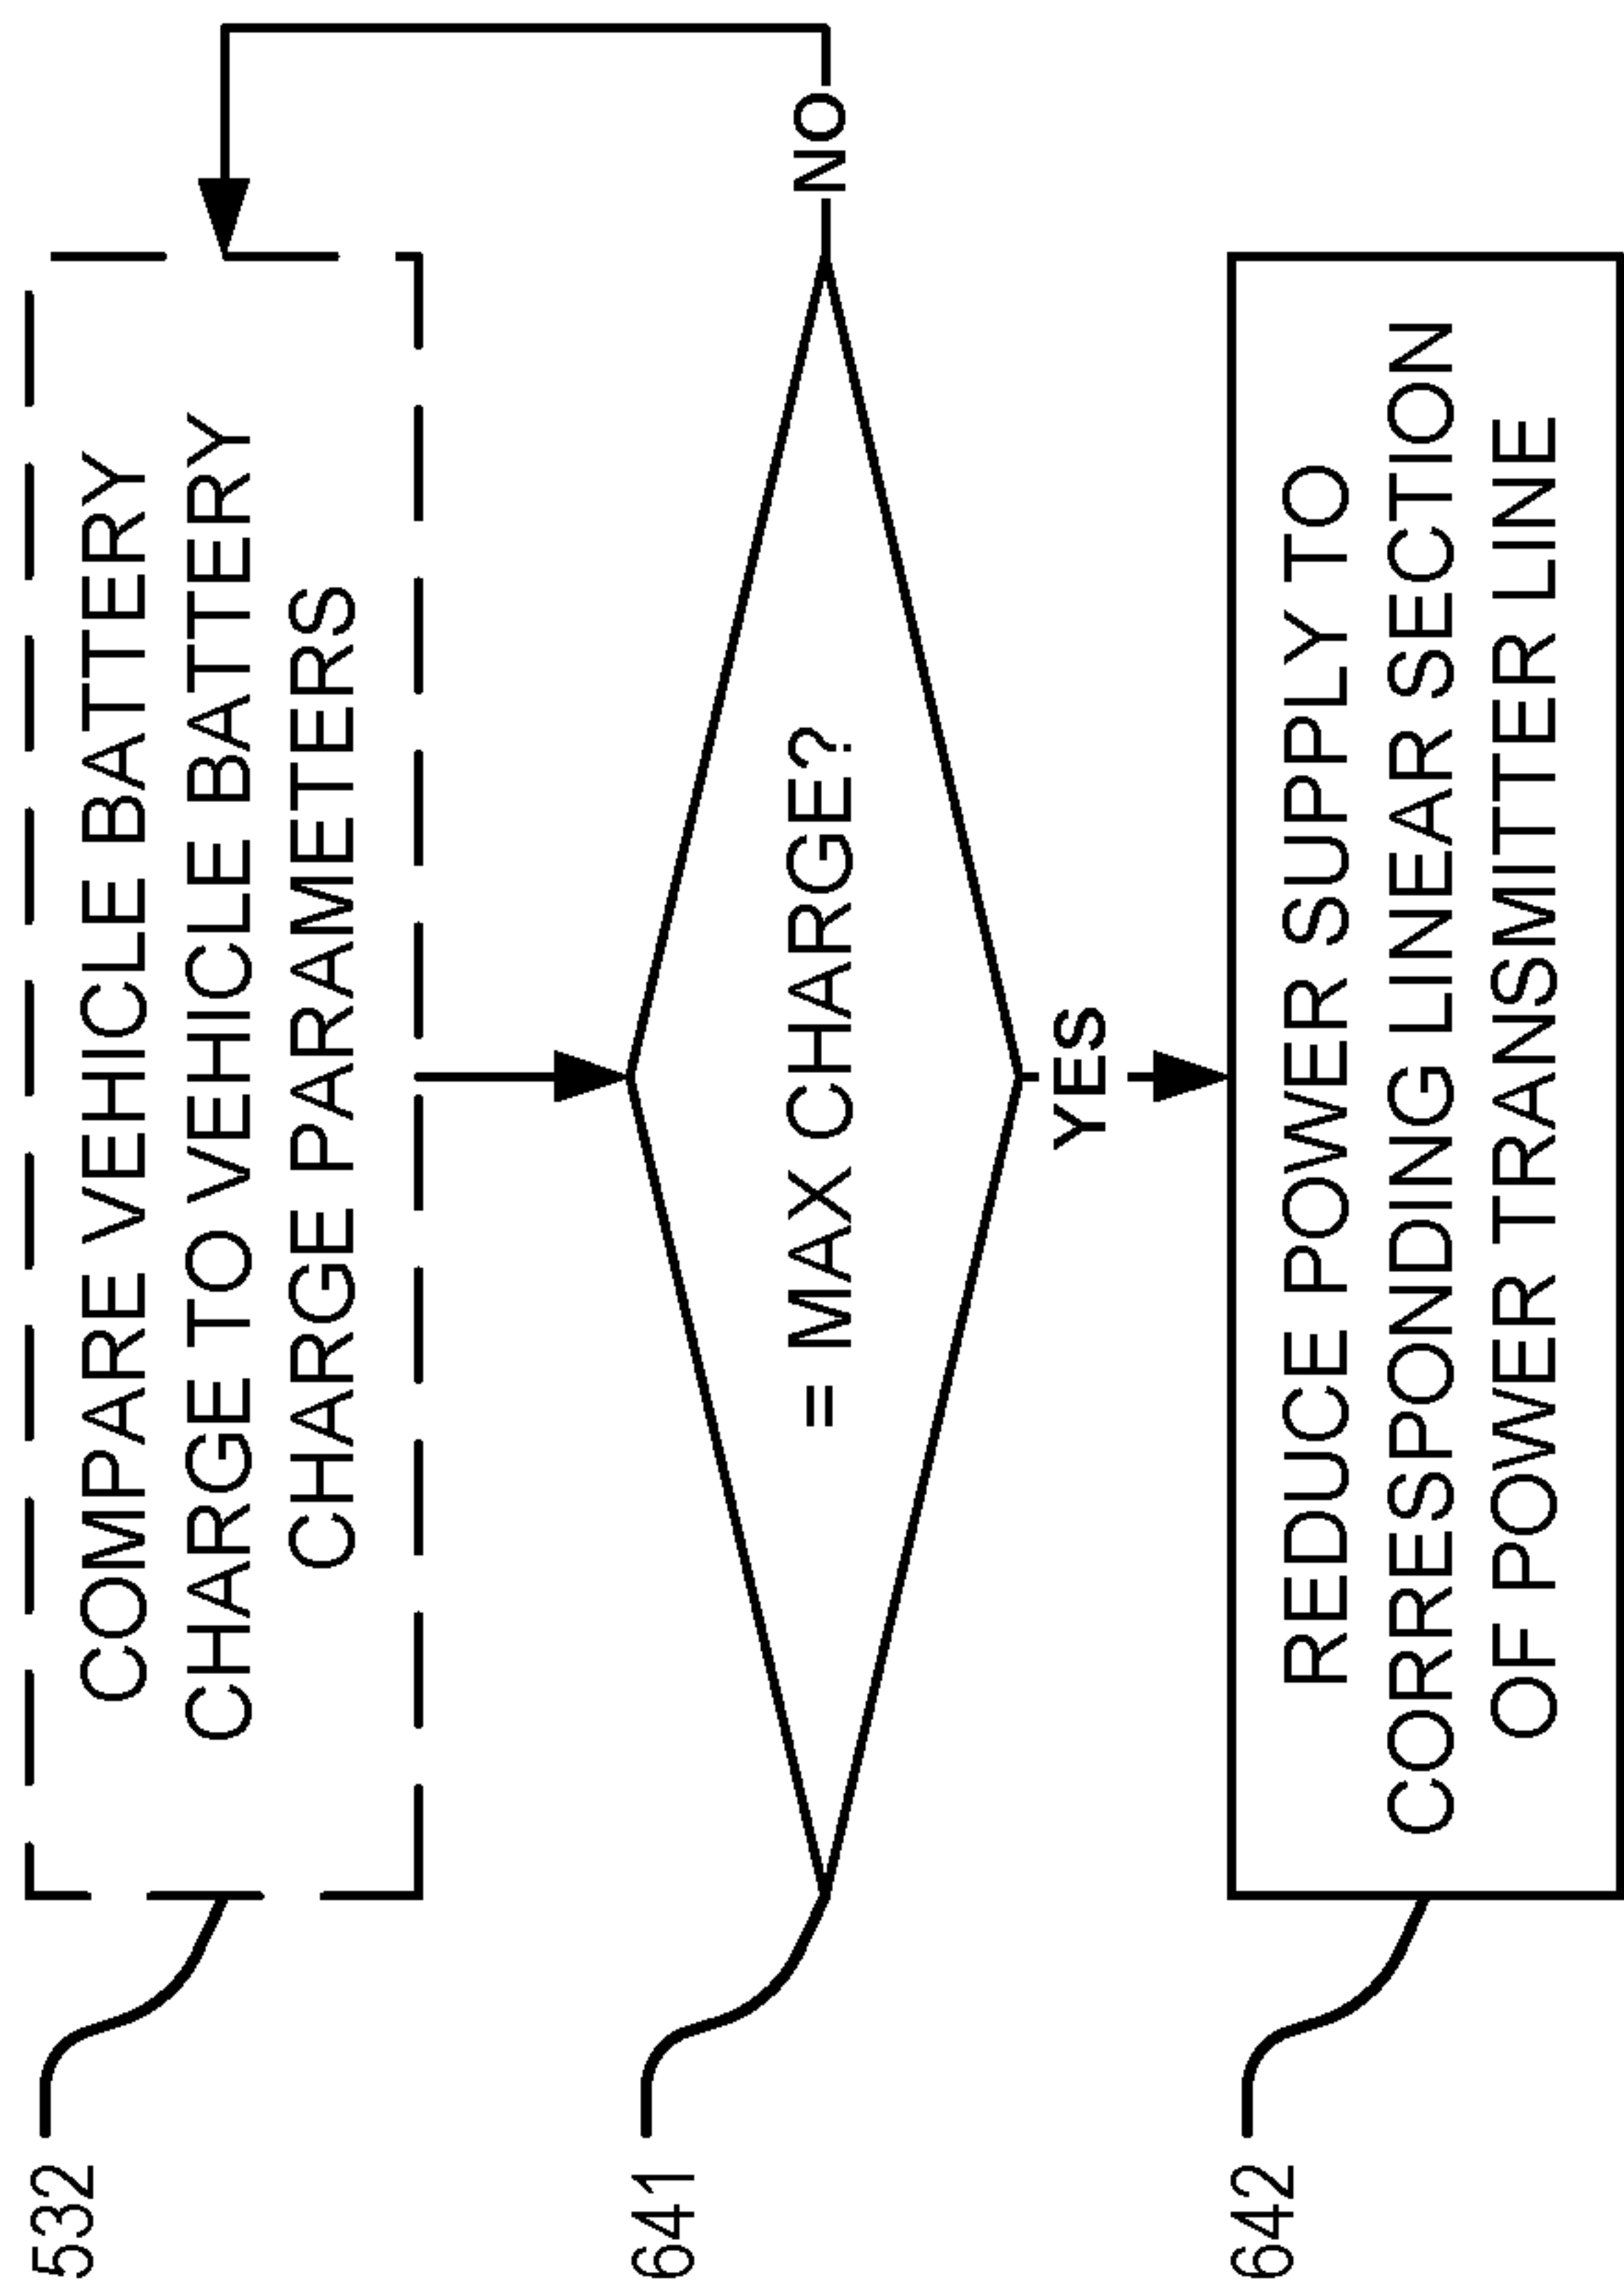 532
COMPARE VEHICLE BATTERY
CHARGE TO VEHICLE BATTERY
CHARGE PARAMETERS
641
= MAX CHARGE?
NO
YES
642
REDUCE POWER SUPPLY TO
CORRESPONDING LINEAR SECTION
OF POWER TRANSMITTER LINE